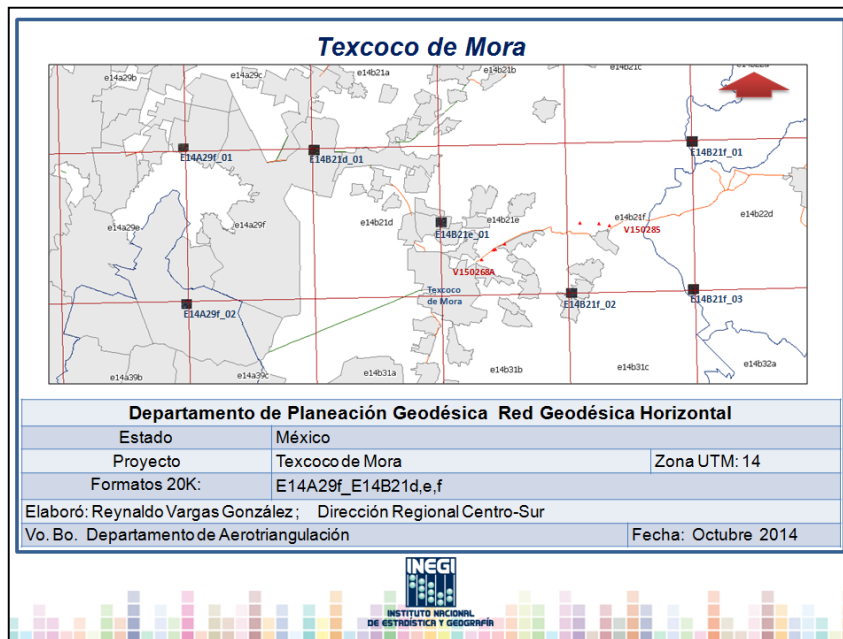 Texcoco de Mora
e14a29b
e14a29c
e14b21a
e14b21b
e14b21c
E14A29f_01
E14B21d_01
E14B21f_01
e14a29e
e14a29f
e14b21d
e14b21e
e14b21f
e14b22d
E14B21e_01
V150285
V150268A
Texcoco
de Mora
E14A29f_02
E14B21f_02
E14B21f_03
e14a39b
e14a39c
e14b31a
e14b31b
e14b31c
e14b32a
Departamento de Planeación Geodésica Red Geodésica Horizontal
Estado México
Proyecto Texcoco de Mora Zona UTM: 14
Formatos 20K: E14A29f_E14B21d,e,f
Elaboró: Reynaldo Vargas González; Dirección Regional Centro-Sur
Vo. Bo. Departamento de Aerotriangulación Fecha: Octubre 2014
INEGI
INSTITUTO NACIONAL
DE ESTADÍSTICA Y GEOGRAFÍA